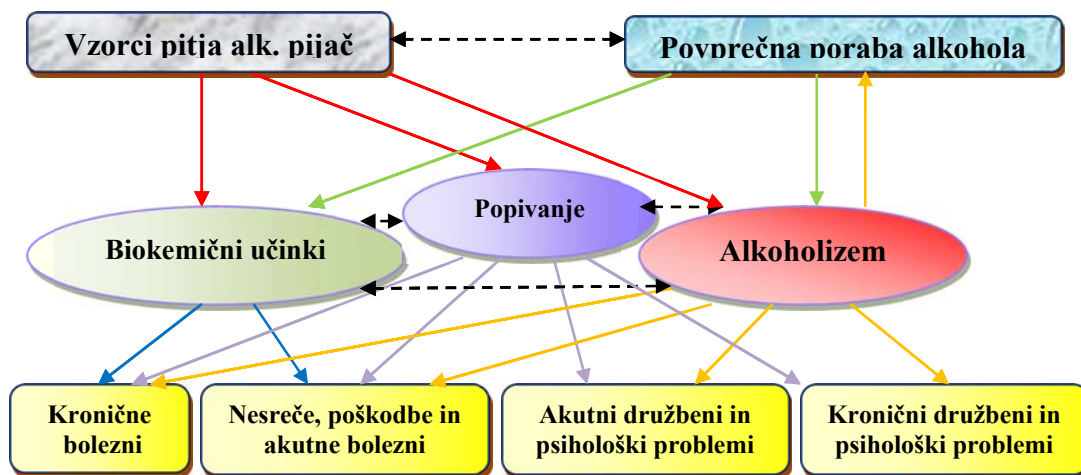 Vzorci pitja alk. pijač
Povprečna poraba alkohola
Popivanje
Biokemični učinki
Alkoholizem
Kronične
bolezni
Nesreče, poškodbe in
akutne bolezni
Akutni družbeni in
psihološki problemi
Kronični družbeni in
psihološki problemi